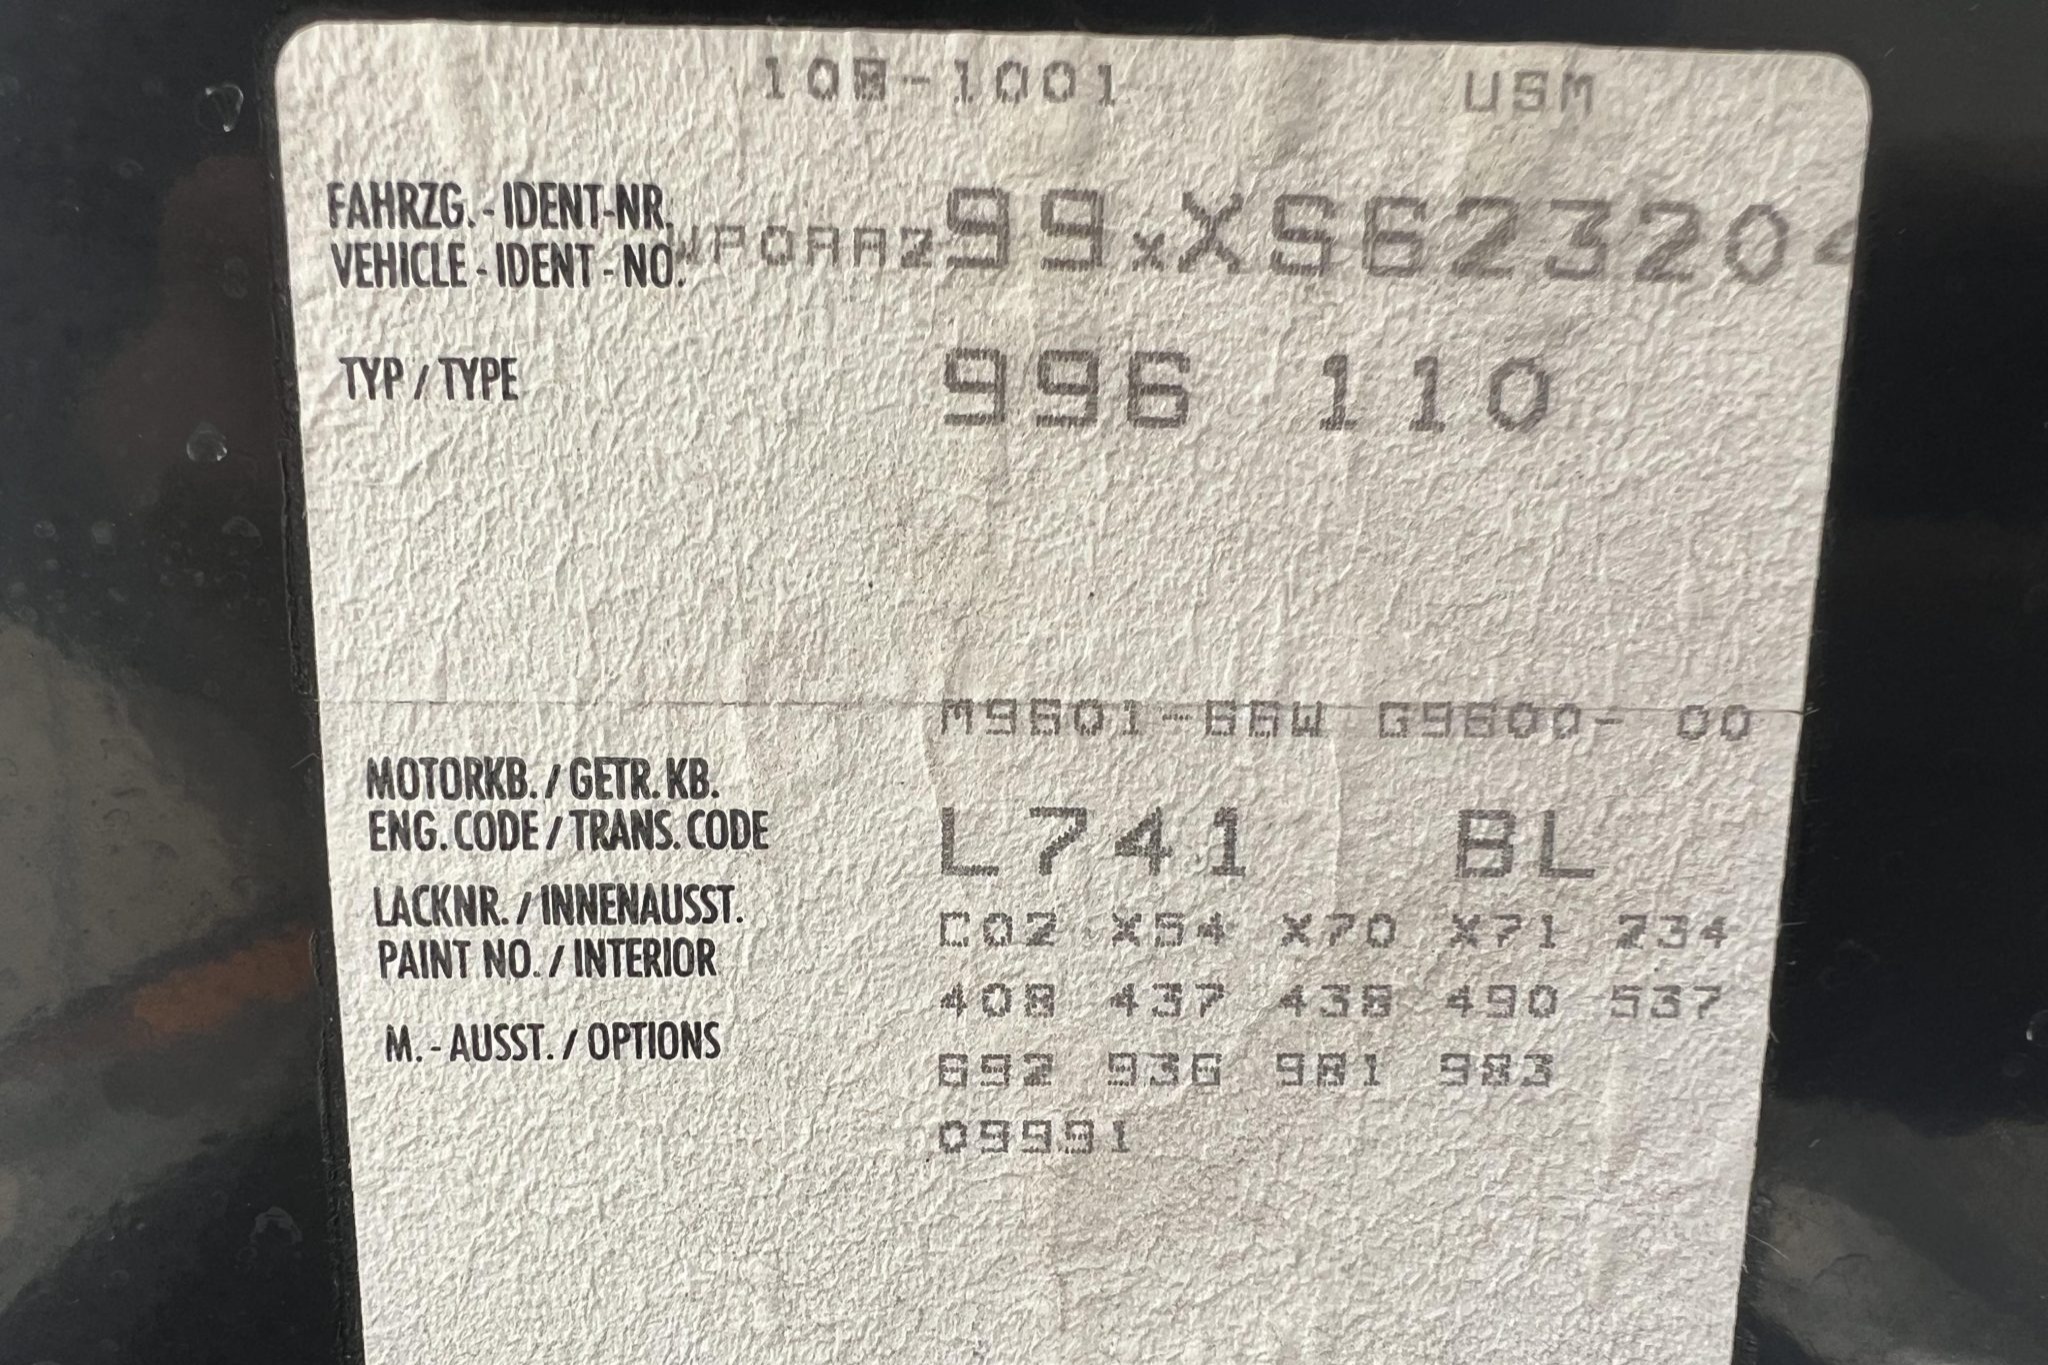 108-1001 USM
FAHRZG.-IDENT-NR.
VEHICLE-IDENT-NO. WP0AAZ99xXS623204
TYP / TYPE 996 110
M9601-66W G9600- 00
MOTORKB. / GETR. KB.
ENG. CODE / TRANS. CODE L741 BL
LACKNR. / INNENAUSST.
PAINT NO. / INTERIOR C02 X54 X70 X71 234
408 437 438 490 537
M.-AUSST. / OPTIONS 692 936 981 983
09991